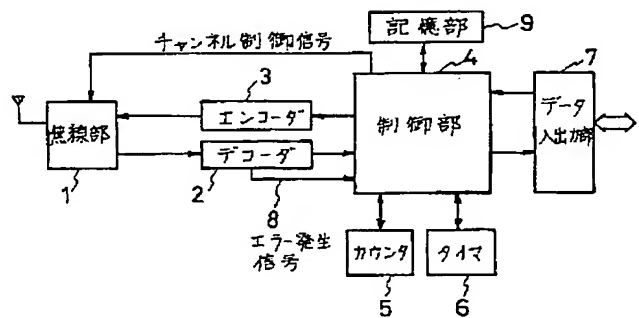 記憶部
9
チャンネル制御信号
4
7
3
エンコーダ
制御部
データ
入出力部
無線部
デコーダ
1
2
8
エラー発生
信号
カウンタ
タイマ
5
6